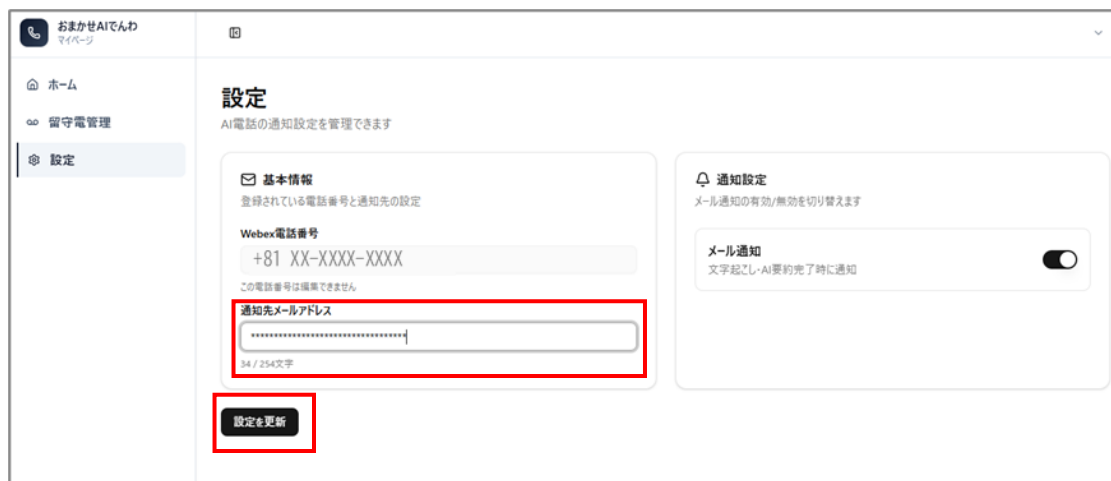 おまかせAIでんわ
マイページ
ホーム
留守電管理
設定
設定
AI電話の通知設定を管理できます
基本情報
登録されている電話番号と通知先の設定
Webex電話番号
+81 XX-XXXX-XXXX
この電話番号は編集できません
通知先メールアドレス
**********************************
34 / 254文字
設定を更新
通知設定
メール通知の有効/無効を切り替えます
メール通知
文字起こし・AI要約完了時に通知